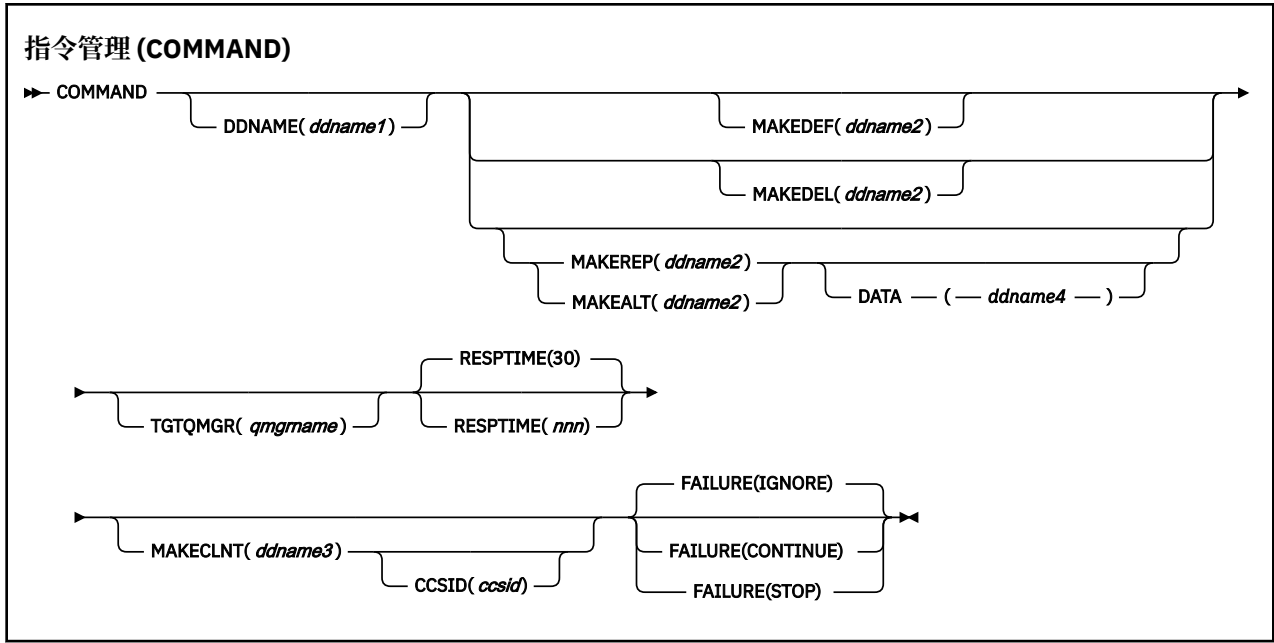 指令管理 (COMMAND)
COMMAND
DDNAME( ddname1 )
MAKEDEF( ddname2 )
MAKEDEL( ddname2 )
MAKEREP( ddname2 )
MAKEALT( ddname2 )
DATA ( ddname4 )
RESPTIME(30)
TGTQMGR( qmgrname )
RESPTIME( nnn)
FAILURE(IGNORE)
MAKECLNT( ddname3 )
FAILURE(CONTINUE)
CCSID( ccsid)
FAILURE(STOP)